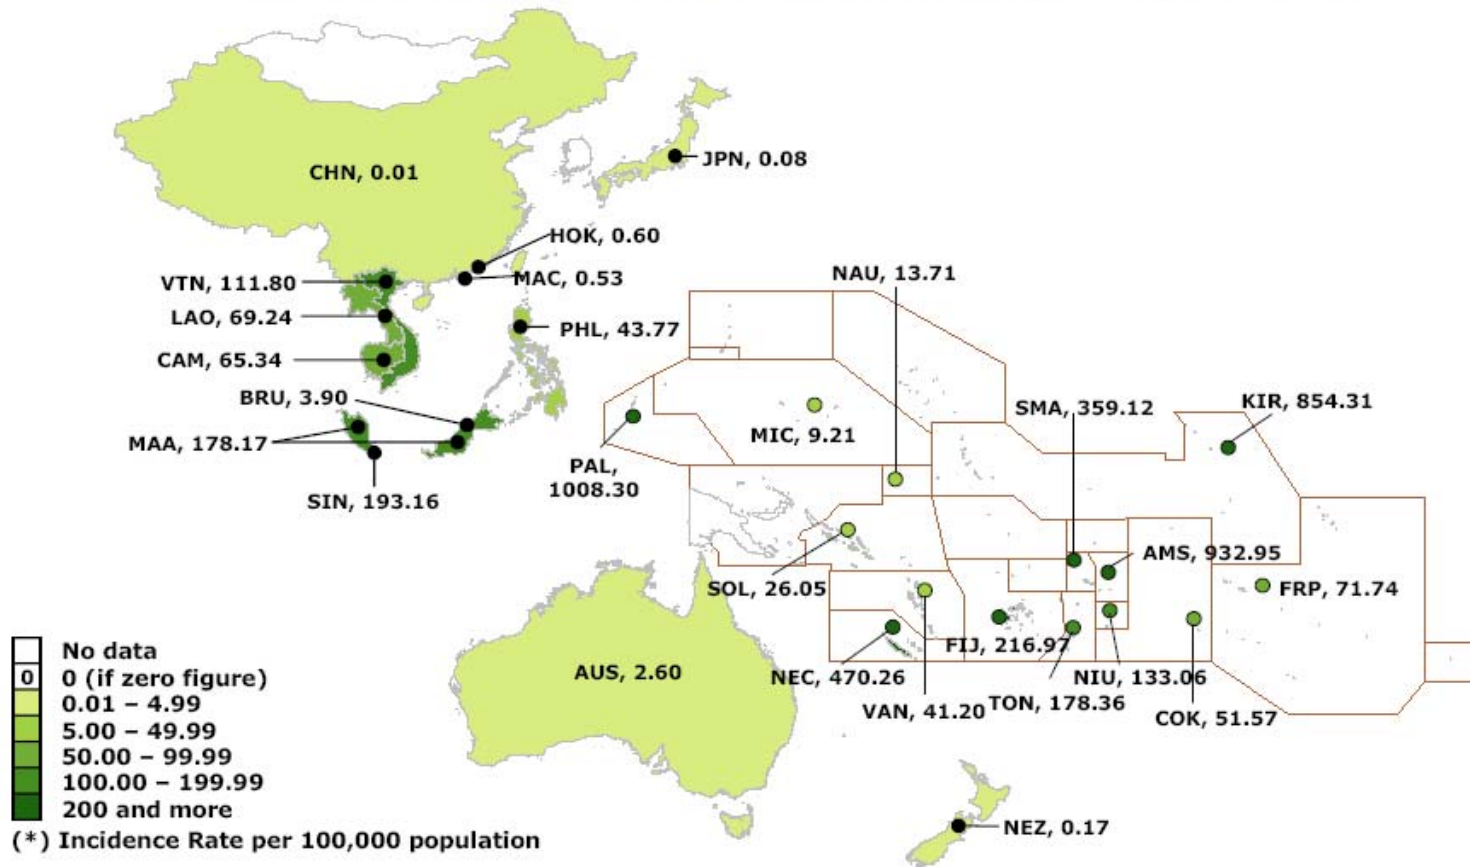 CHN, 0.01
JPN, 0.08
HOK, 0.60
MAC, 0.53
VTN, 111.80
LAO, 69.24
CAM, 65.34
PHL, 43.77
BRU, 3.90
MAA, 178.17
SIN, 193.16
NAU, 13.71
MIC, 9.21
PAL,
1008.30
SMA, 359.12
KIR, 854.31
SOL, 26.05
AMS, 932.95
FRP, 71.74
AUS, 2.60
FIJ, 216.97
NEC, 470.26
NIU, 133.06
TON, 178.36
VAN, 41.20
COK, 51.57
NEZ, 0.17
No data
0 0 (if zero figure)
0.01 – 4.99
5.00 – 49.99
50.00 – 99.99
100.00 – 199.99
200 and more
(*) Incidence Rate per 100,000 population